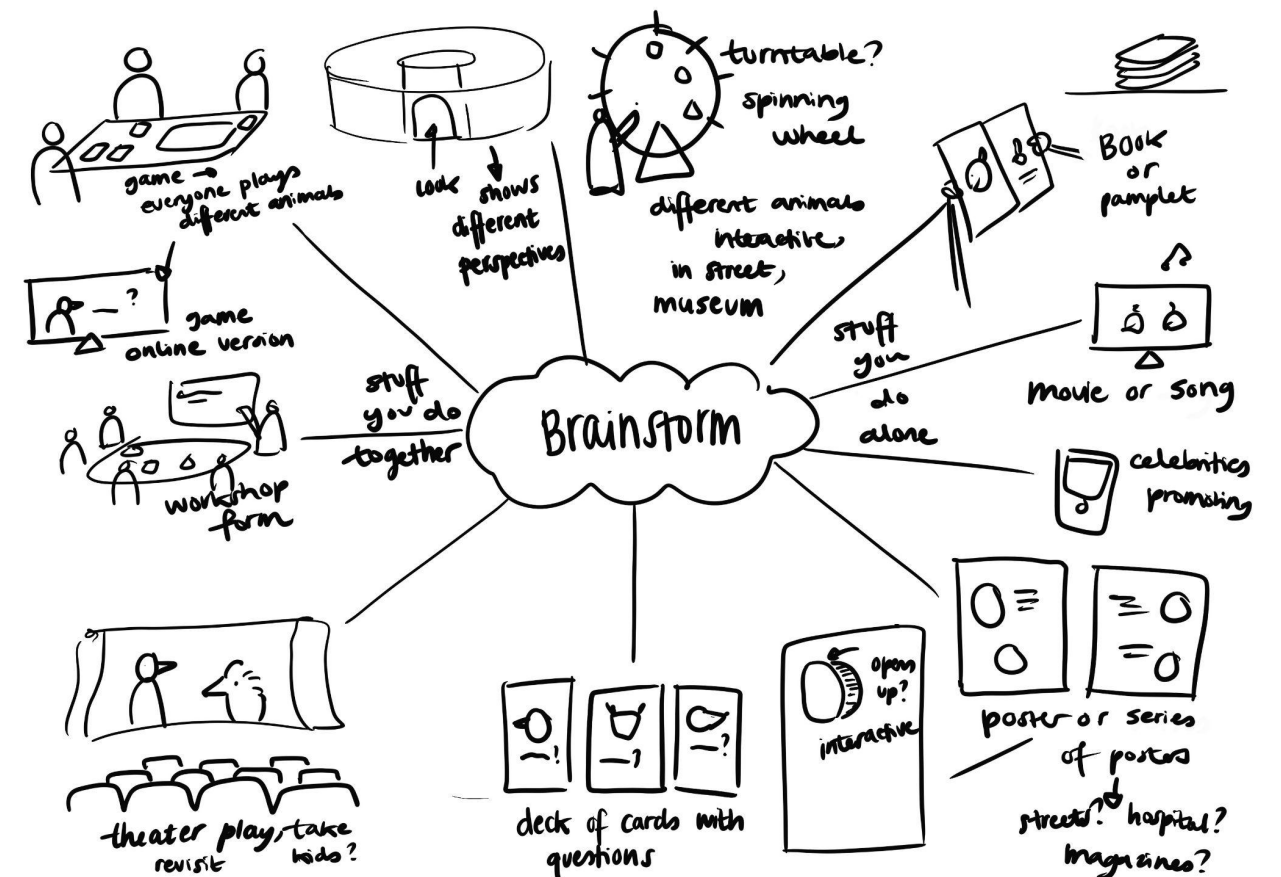 Brainstorm
game →
everyone plays
different animals
game
online version
?
stuff
you do
together
workshop
form
look
shows
different
perspectives
turntable?
spinning
wheel
different animals
interactive,
in street,
museum
Book
or
pamplet
stuff
you
do
alone
movie or song
celebrities
promoting
poster or series
of posters
streets? hospital?
magazines?
opens
up?
interactive
?
?
?
deck of cards with
questions
theater play, take
revisit kids?